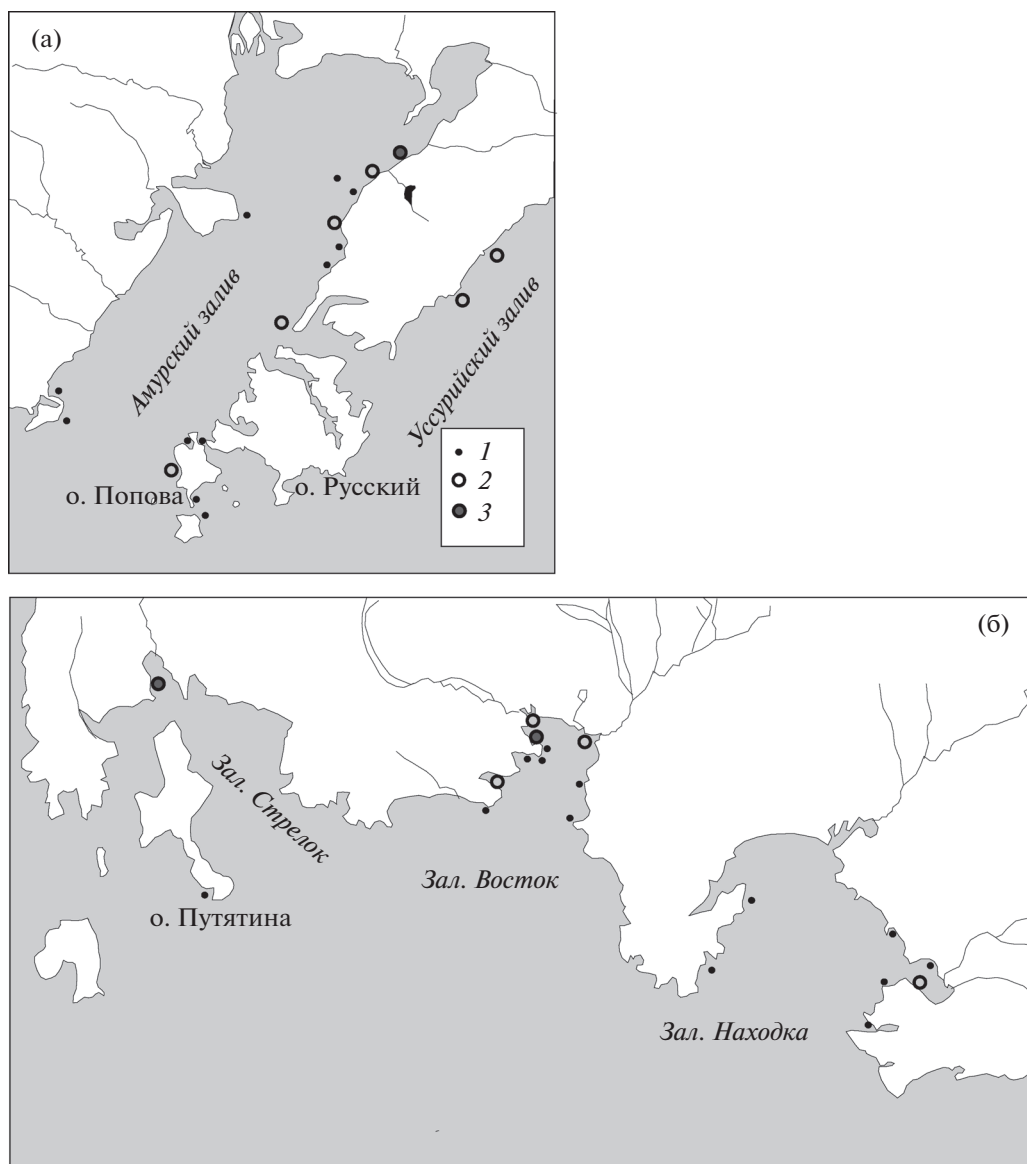 (а)
Амурский залив
Уссурийский залив
о. Попова
о. Русский
1
2
3
(б)
Зал. Стрелок
о. Путятина
Зал. Восток
Зал. Находка